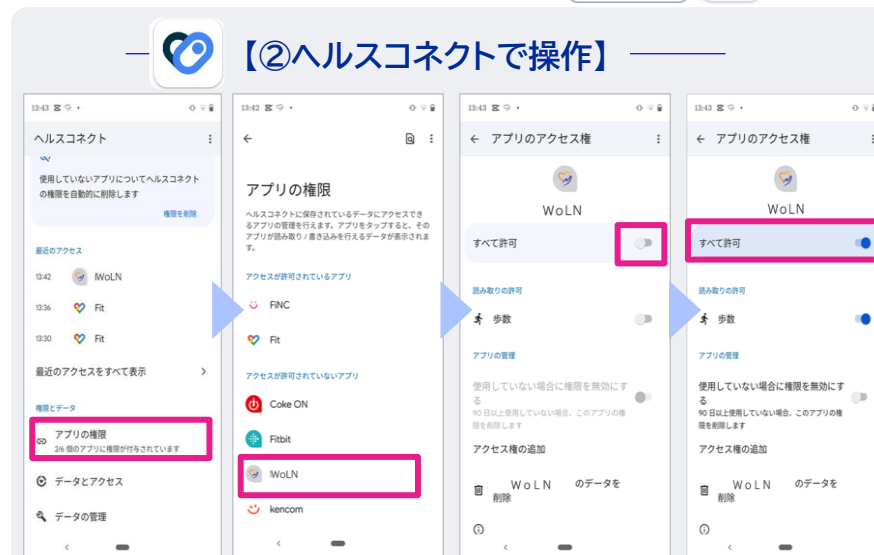 【②ヘルスコネクトで操作】
13:43
ヘルスコネクト
使用していないアプリについてヘルスコネクト
の権限を自動的に削除します
権限を削除
最近のアクセス
13:42 WoLN
13:36 Fit
13:30 Fit
最近のアクセスをすべて表示
権限とデータ
アプリの権限
2/6 個のアプリに権限が付与されています
データとアクセス
データの管理
13:42
アプリの権限
ヘルスコネクトに保存されているデータにアクセスでき
るアプリの管理を行えます。アプリをタップすると、その
アプリが読み取り / 書き込みを行えるデータが表示されま
す。
アクセスが許可されているアプリ
FiNC
Fit
アクセスが許可されていないアプリ
Coke ON
Fitbit
WoLN
kencom
13:43
アプリのアクセス権
WoLN
すべて許可
読み取りの許可
歩数
アプリの管理
使用していない場合に権限を無効にす
る
90 日以上使用していない場合、このアプリの権
限を削除します
アクセス権の追加
WoLN のデータを
削除
13:43
アプリのアクセス権
WoLN
すべて許可
読み取りの許可
歩数
アプリの管理
使用していない場合に権限を無効にす
る
90 日以上使用していない場合、このアプリの権
限を削除します
アクセス権の追加
WoLN のデータを
削除